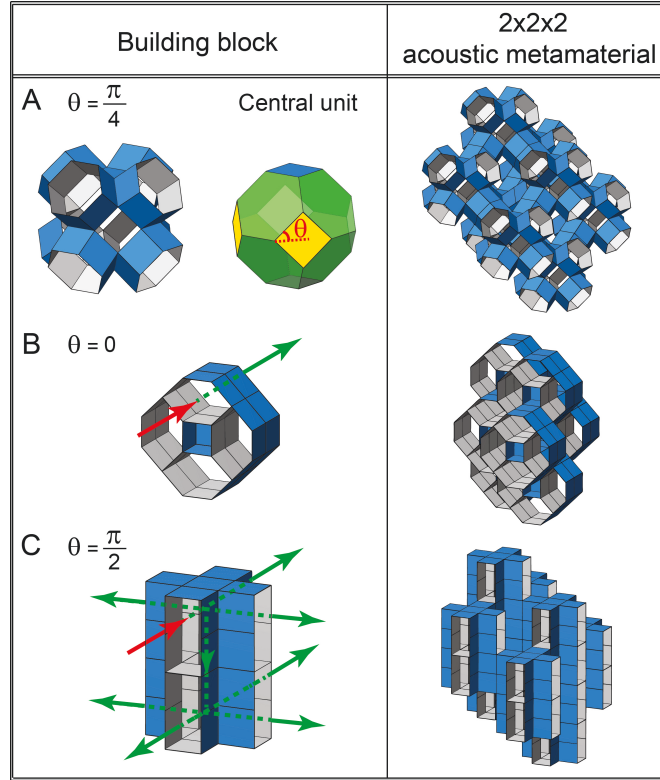 Building block
2x2x2
acoustic metamaterial
A θ = π/4 Central unit
θ
B θ = 0
C θ = π/2